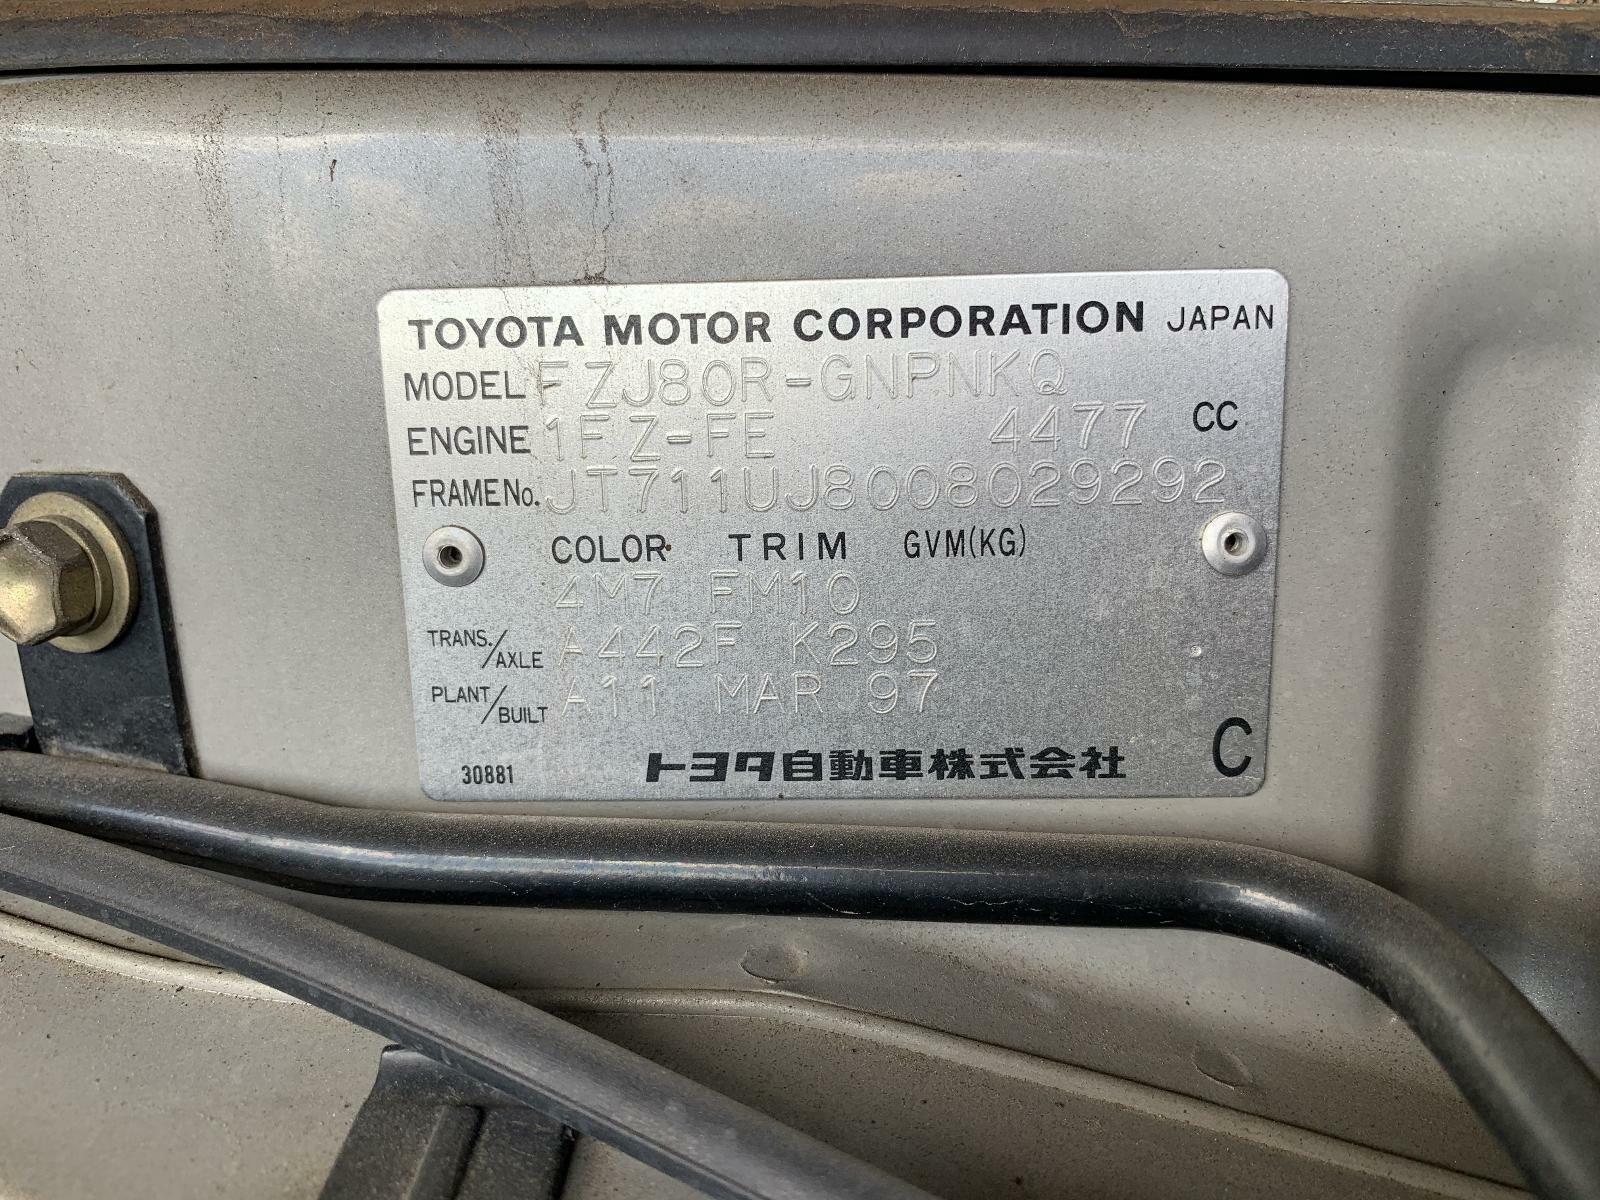 TOYOTA MOTOR CORPORATION JAPAN
MODEL FZJ80R-GNPNKQ
ENGINE 1FZ-FE 4477 CC
FRAME No. JT711UJ8008029292
COLOR TRIM GVM(KG)
4M7 FM10
TRANS./AXLE A442F K295
PLANT/BUILT A11 MAR 97
30881 トヨタ自動車株式会社 C